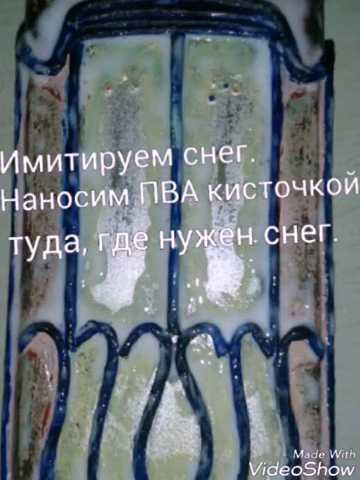 Имитируем снег.
Наносим ПВА кисточкой
туда, где нужен снег.
Made With
VideoShow